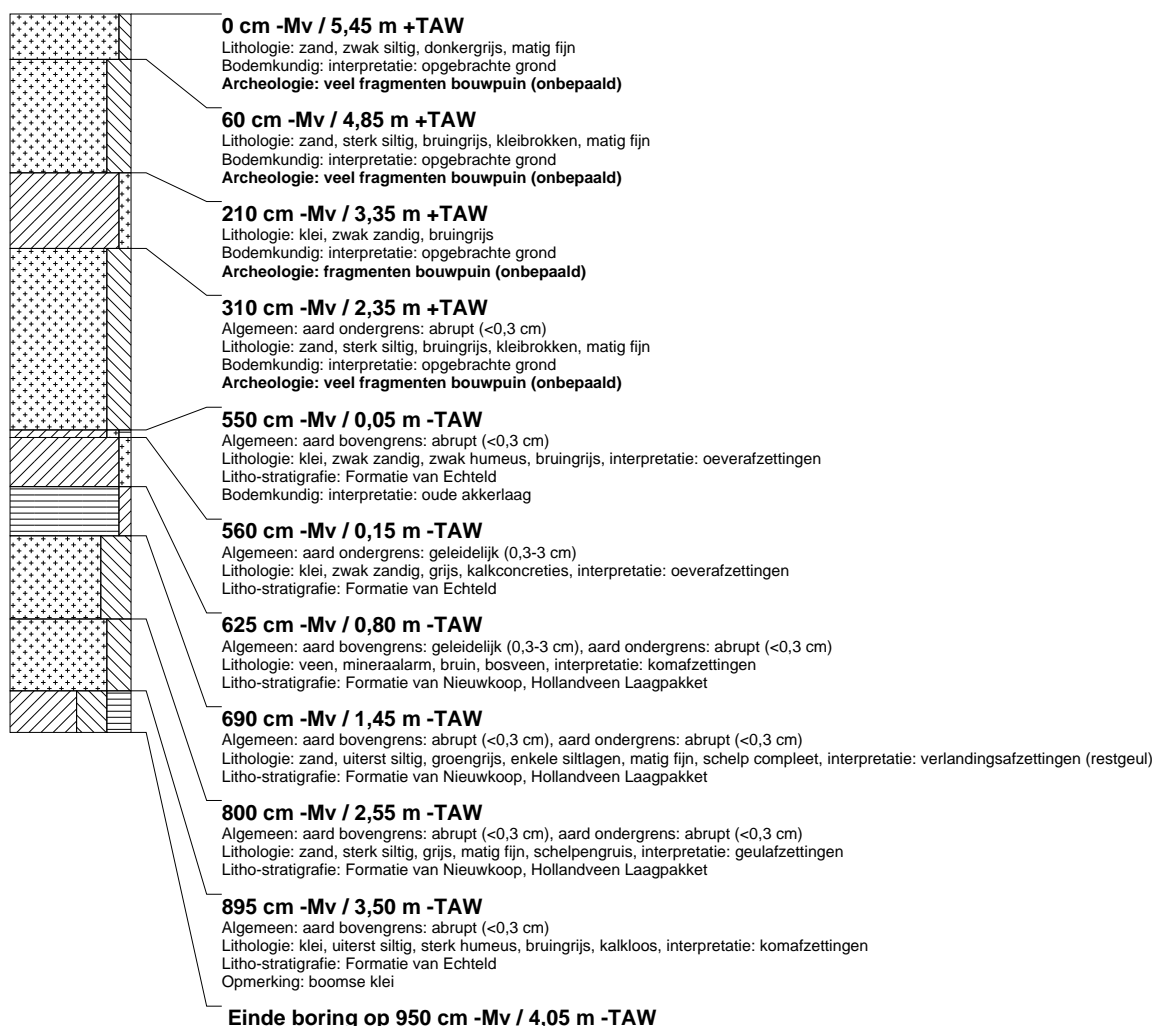 0 cm -Mv / 5,45 m +TAW
Lithologie: zand, zwak siltig, donkergrijs, matig fijn
Bodemkundig: interpretatie: opgebrachte grond
Archeologie: veel fragmenten bouwpuin (onbepaald)
60 cm -Mv / 4,85 m +TAW
Lithologie: zand, sterk siltig, bruingrijs, kleibrokken, matig fijn
Bodemkundig: interpretatie: opgebrachte grond
Archeologie: veel fragmenten bouwpuin (onbepaald)
210 cm -Mv / 3,35 m +TAW
Lithologie: klei, zwak zandig, bruingrijs
Bodemkundig: interpretatie: opgebrachte grond
Archeologie: fragmenten bouwpuin (onbepaald)
310 cm -Mv / 2,35 m +TAW
Algemeen: aard ondergrens: abrupt (<0,3 cm)
Lithologie: zand, sterk siltig, bruingrijs, kleibrokken, matig fijn
Bodemkundig: interpretatie: opgebrachte grond
Archeologie: veel fragmenten bouwpuin (onbepaald)
550 cm -Mv / 0,05 m -TAW
Algemeen: aard bovengrens: abrupt (<0,3 cm)
Lithologie: klei, zwak zandig, zwak humeus, bruingrijs, interpretatie: oeverafzettingen
Litho-stratigrafie: Formatie van Echteld
Bodemkundig: interpretatie: oude akkerlaag
560 cm -Mv / 0,15 m -TAW
Algemeen: aard ondergrens: geleidelijk (0,3-3 cm)
Lithologie: klei, zwak zandig, grijs, kalkconcreties, interpretatie: oeverafzettingen
Litho-stratigrafie: Formatie van Echteld
625 cm -Mv / 0,80 m -TAW
Algemeen: aard bovengrens: geleidelijk (0,3-3 cm), aard ondergrens: abrupt (<0,3 cm)
Lithologie: veen, mineraalarm, bruin, bosveen, interpretatie: komafzettingen
Litho-stratigrafie: Formatie van Nieuwkoop, Hollandveen Laagpakket
690 cm -Mv / 1,45 m -TAW
Algemeen: aard bovengrens: abrupt (<0,3 cm), aard ondergrens: abrupt (<0,3 cm)
Lithologie: zand, uiterst siltig, groengrijs, enkele siltlagen, matig fijn, schelp compleet, interpretatie: verlandingsafzettingen (restgeul)
Litho-stratigrafie: Formatie van Nieuwkoop, Hollandveen Laagpakket
800 cm -Mv / 2,55 m -TAW
Algemeen: aard bovengrens: abrupt (<0,3 cm), aard ondergrens: abrupt (<0,3 cm)
Lithologie: zand, sterk siltig, grijs, matig fijn, schelpengruis, interpretatie: geulafzettingen
Litho-stratigrafie: Formatie van Nieuwkoop, Hollandveen Laagpakket
895 cm -Mv / 3,50 m -TAW
Algemeen: aard bovengrens: abrupt (<0,3 cm)
Lithologie: klei, uiterst siltig, sterk humeus, bruingrijs, kalkloos, interpretatie: komafzettingen
Litho-stratigrafie: Formatie van Echteld
Opmerking: boomse klei
Einde boring op 950 cm -Mv / 4,05 m -TAW